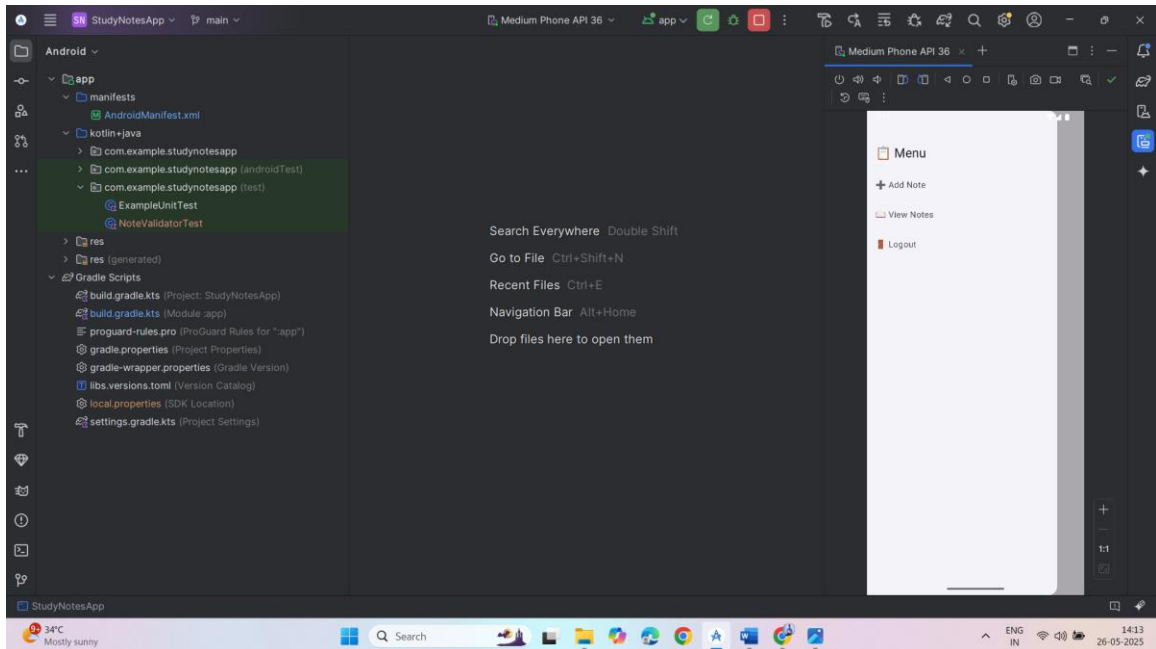 SN StudyNotesApp main
Medium Phone API 36 app
Android
app
manifests
AndroidManifest.xml
kotlin+java
com.example.studynotesapp
com.example.studynotesapp (androidTest)
com.example.studynotesapp (test)
ExampleUnitTest
NoteValidatorTest
res
res (generated)
Gradle Scripts
build.gradle.kts (Project: StudyNotesApp)
build.gradle.kts (Module :app)
proguard-rules.pro (ProGuard Rules for ":app")
gradle.properties (Project Properties)
gradle-wrapper.properties (Gradle Version)
libs.versions.toml (Version Catalog)
local.properties (SDK Location)
settings.gradle.kts (Project Settings)
Search Everywhere Double Shift
Go to File Ctrl+Shift+N
Recent Files Ctrl+E
Navigation Bar Alt+Home
Drop files here to open them
Medium Phone API 36
Menu
Add Note
View Notes
Logout
1:1
StudyNotesApp
9+
34°C
Mostly sunny
Search
ENG
IN
14:13
26-05-2025